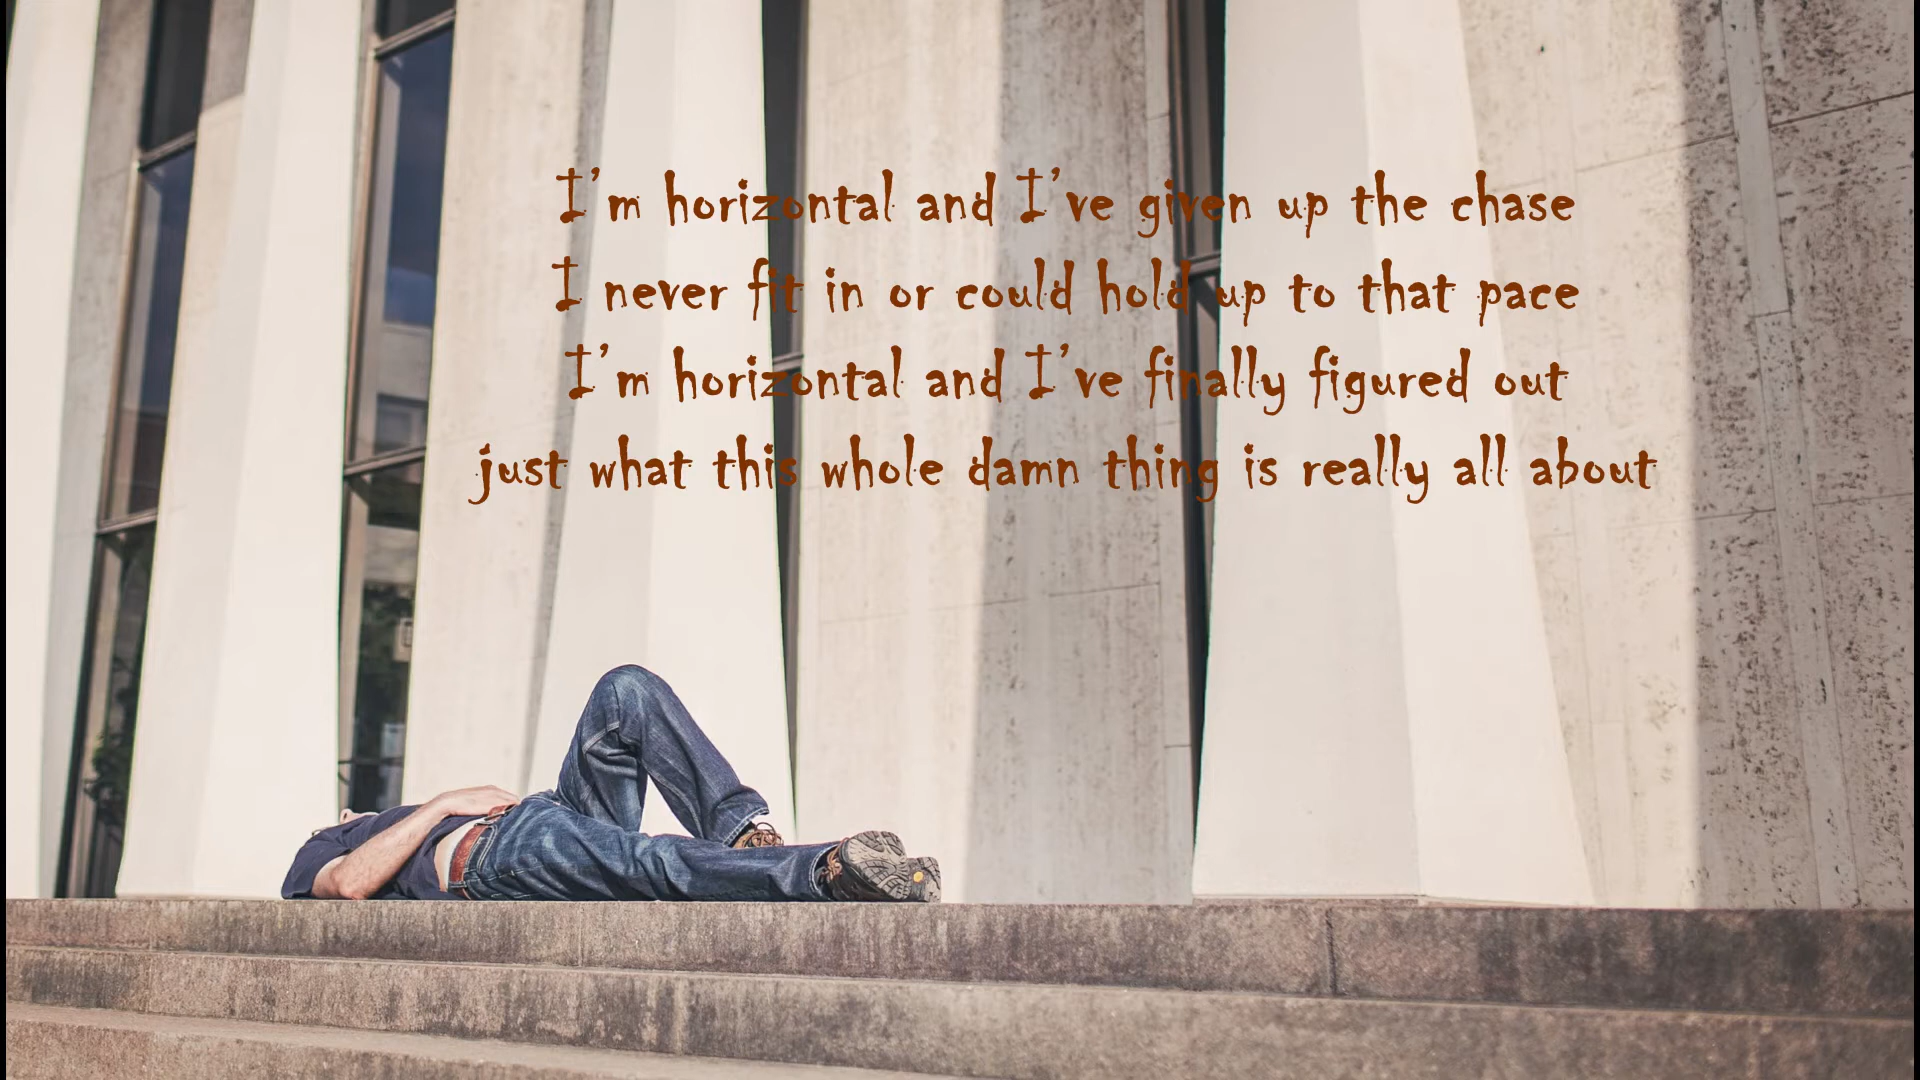 I'm horizontal and I've given up the chase
I never fit in or could hold up to that pace
I'm horizontal and I've finally figured out
just what this whole damn thing is really all about